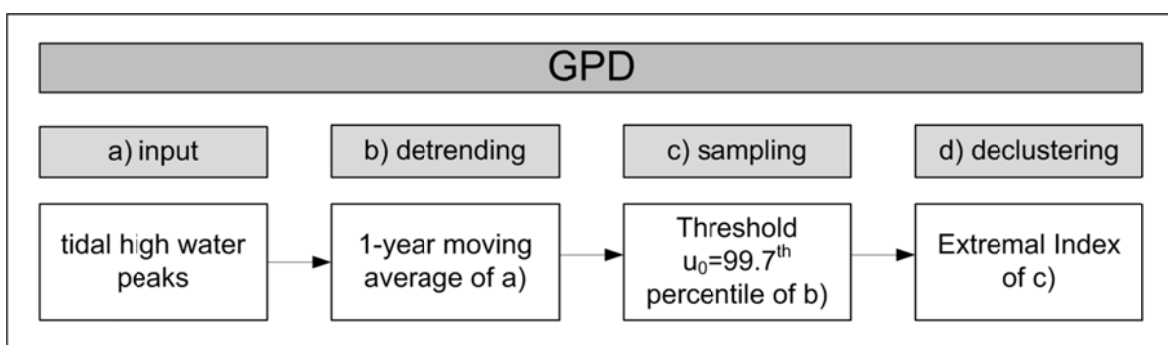 GPD
a) input
b) detrending
c) sampling
d) declustering
tidal high water
peaks
1-year moving
average of a)
Threshold
u₀=99.7ᵗʰ
percentile of b)
Extremal Index
of c)